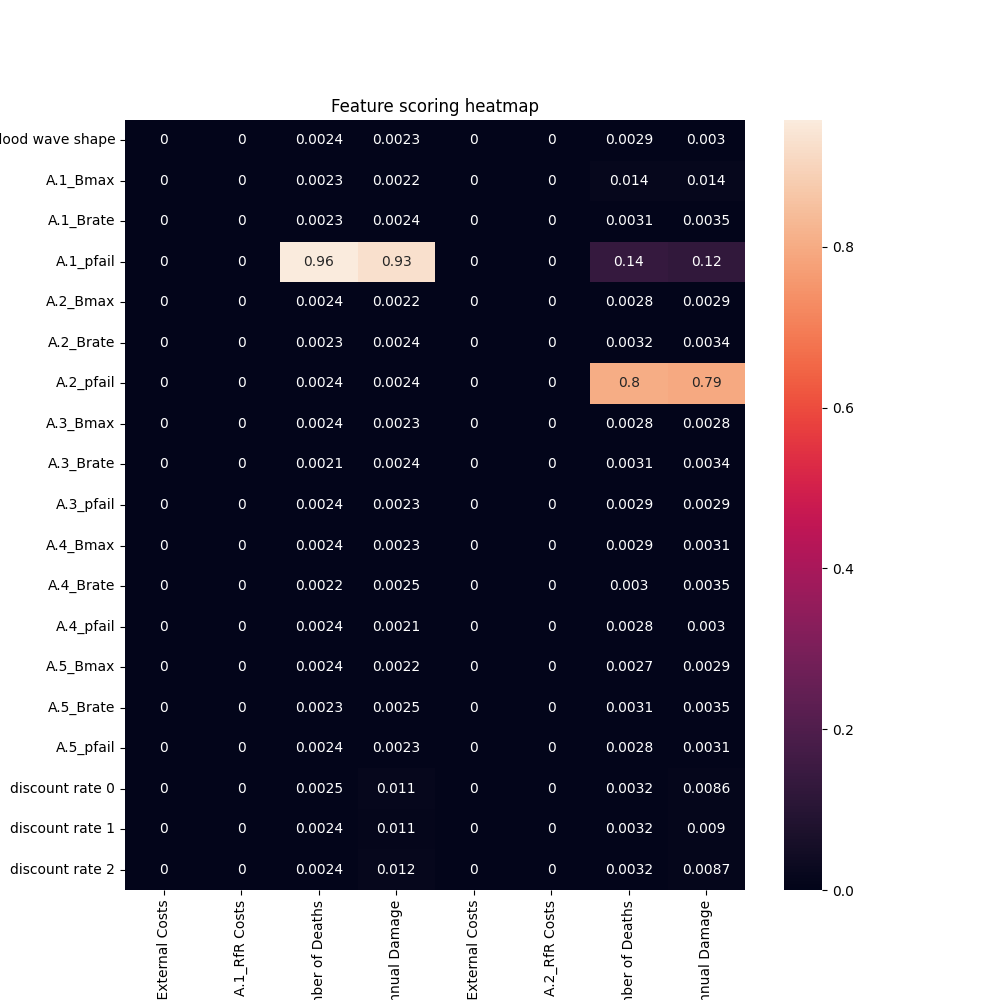 Feature scoring heatmap
lood wave shape 0 0 0.0024 0.0023 0 0 0.0029 0.003
A.1_Bmax 0 0 0.0023 0.0022 0 0 0.014 0.014
A.1_Brate 0 0 0.0023 0.0024 0 0 0.0031 0.0035
A.1_pfail 0 0 0.96 0.93 0 0 0.14 0.12
A.2_Bmax 0 0 0.0024 0.0022 0 0 0.0028 0.0029
A.2_Brate 0 0 0.0023 0.0024 0 0 0.0032 0.0034
A.2_pfail 0 0 0.0024 0.0024 0 0 0.8 0.79
A.3_Bmax 0 0 0.0024 0.0023 0 0 0.0028 0.0028
A.3_Brate 0 0 0.0021 0.0024 0 0 0.0031 0.0034
A.3_pfail 0 0 0.0024 0.0023 0 0 0.0029 0.0029
A.4_Bmax 0 0 0.0024 0.0023 0 0 0.0029 0.0031
A.4_Brate 0 0 0.0022 0.0025 0 0 0.003 0.0035
A.4_pfail 0 0 0.0024 0.0021 0 0 0.0028 0.003
A.5_Bmax 0 0 0.0024 0.0022 0 0 0.0027 0.0029
A.5_Brate 0 0 0.0023 0.0025 0 0 0.0031 0.0035
A.5_pfail 0 0 0.0024 0.0023 0 0 0.0028 0.0031
discount rate 0 0 0 0.0025 0.011 0 0 0.0032 0.0086
discount rate 1 0 0 0.0024 0.011 0 0 0.0032 0.009
discount rate 2 0 0 0.0024 0.012 0 0 0.0032 0.0087
External Costs
A.1_RfR Costs
mber of Deaths
nnual Damage
External Costs
A.2_RfR Costs
mber of Deaths
nnual Damage
0.8
0.6
0.4
0.2
0.0